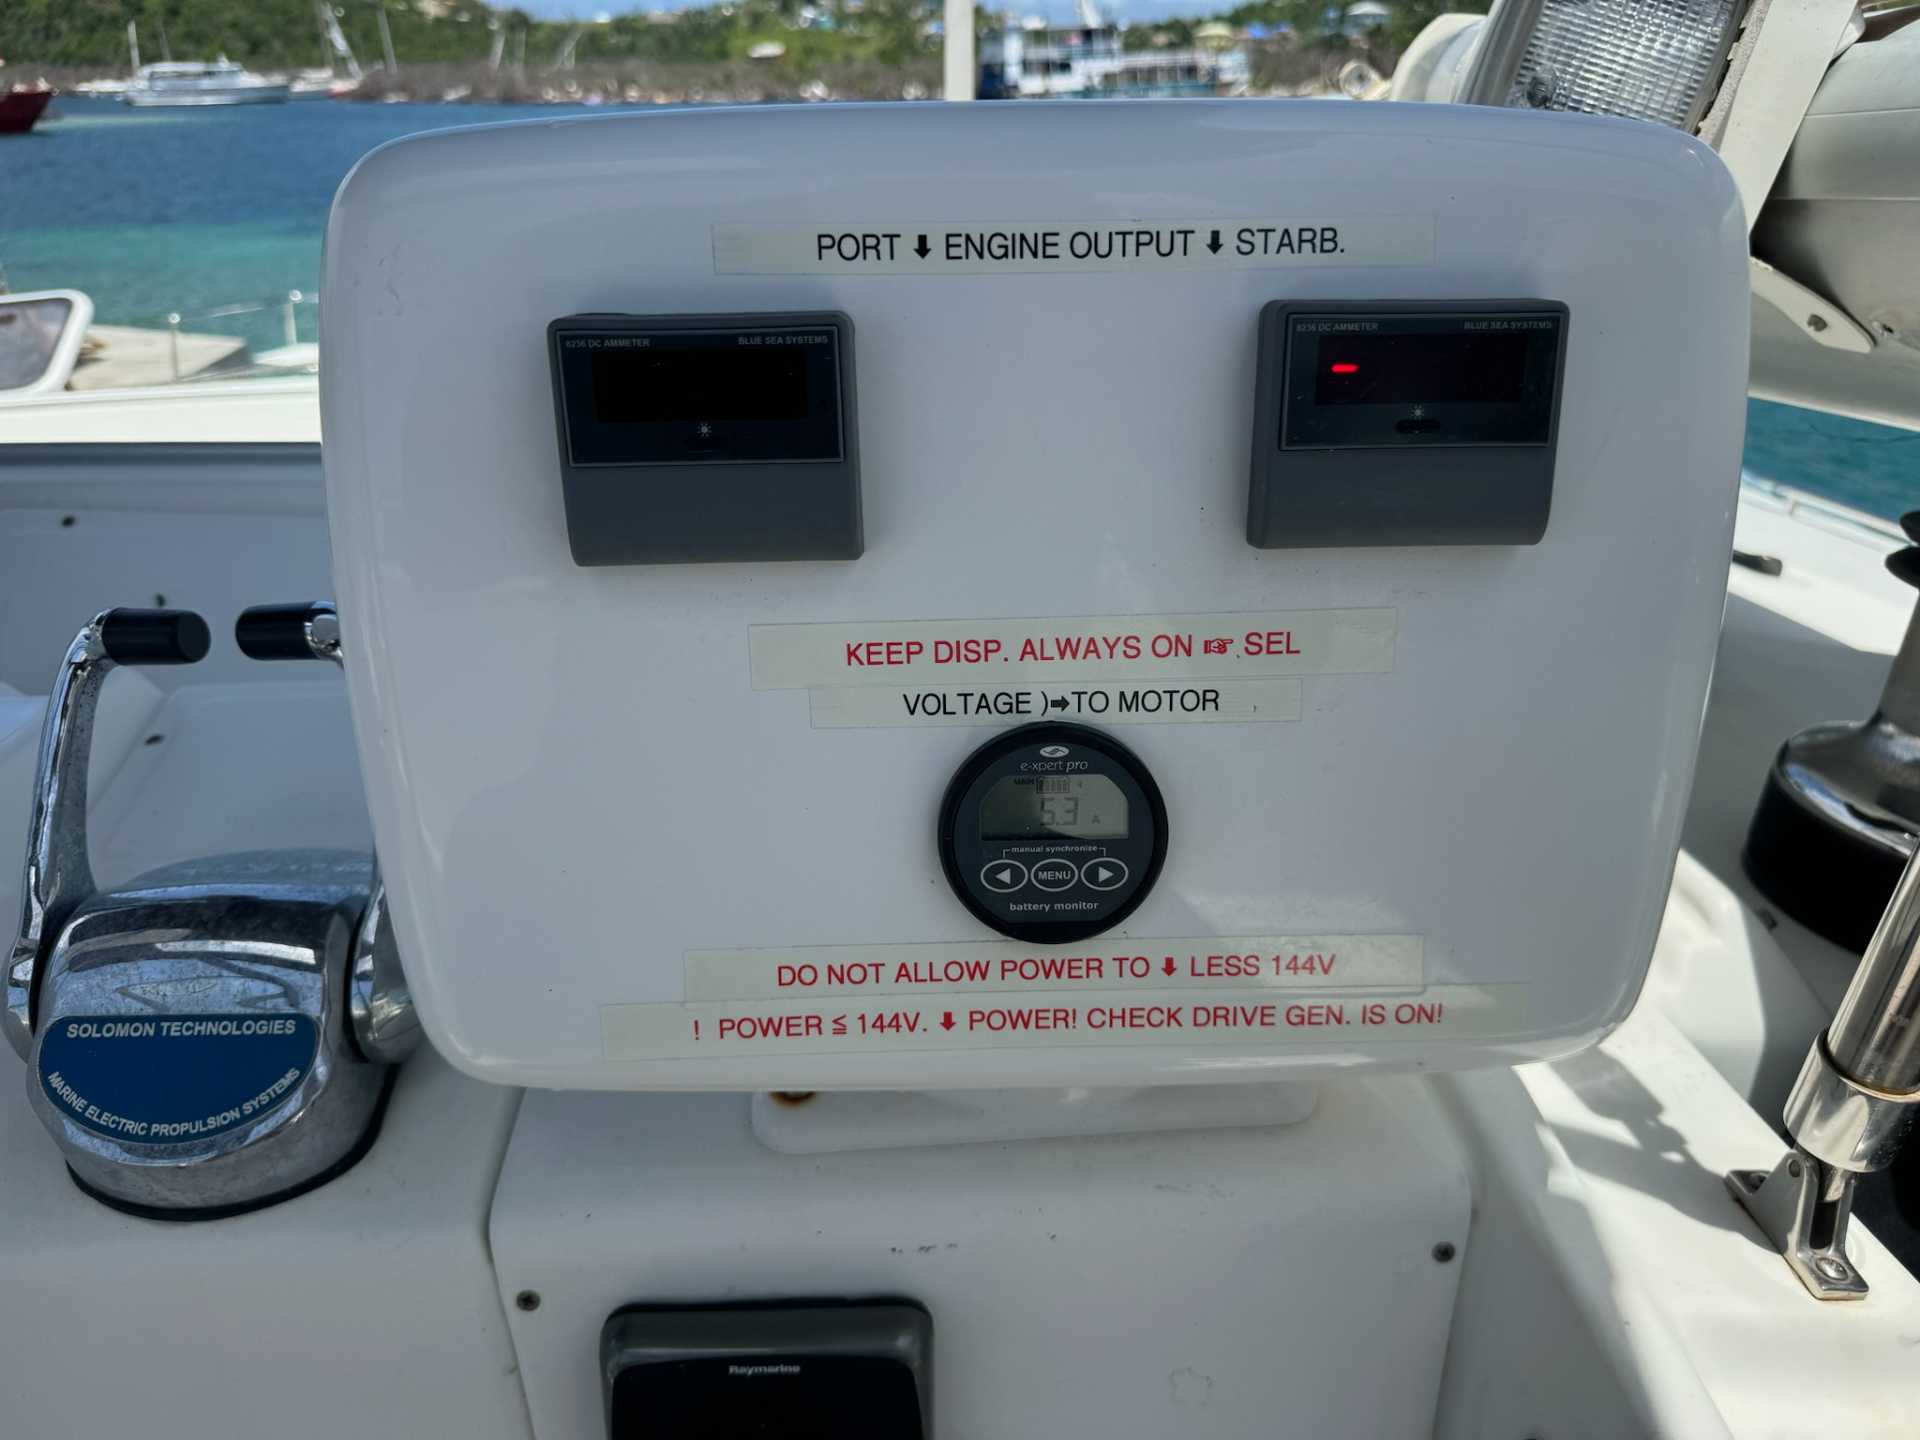 PORT ⬇ ENGINE OUTPUT ⬇ STARB.
8236 DC AMMETER BLUE SEA SYSTEMS
8236 DC AMMETER BLUE SEA SYSTEMS
KEEP DISP. ALWAYS ON ☞ SEL
VOLTAGE )➡TO MOTOR
e-xpert pro
MAIN
5.3 A
manual synchronize
MENU
battery monitor
DO NOT ALLOW POWER TO ⬇ LESS 144V
! POWER ≦ 144V. ⬇ POWER! CHECK DRIVE GEN. IS ON!
SOLOMON TECHNOLOGIES
MARINE ELECTRIC PROPULSION SYSTEMS
Raymarine